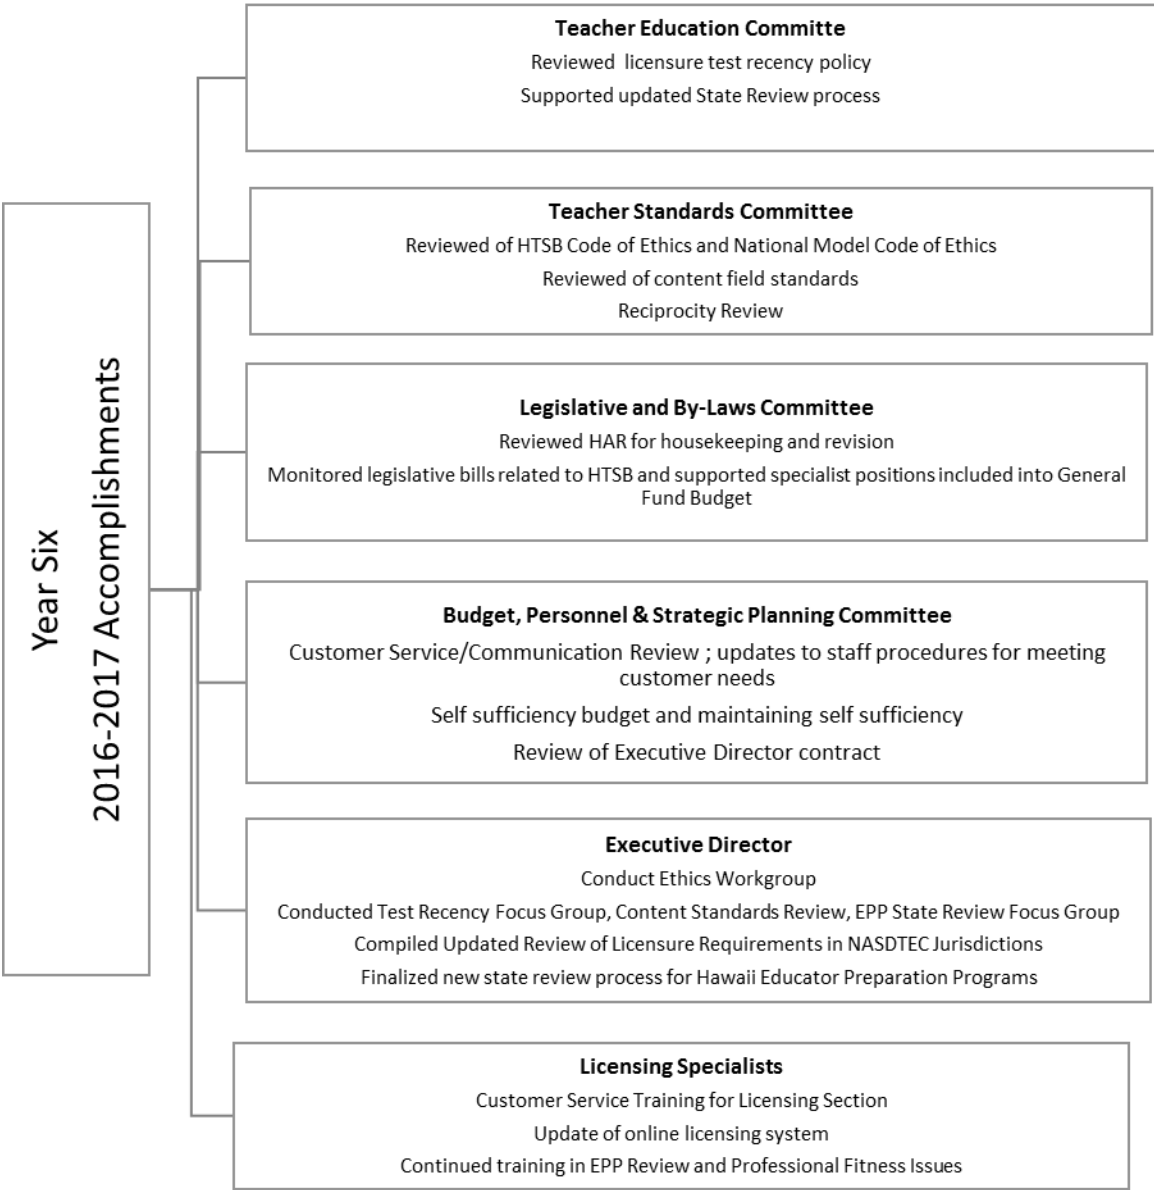 Year Six
2016-2017 Accomplishments
Teacher Education Committe
Reviewed licensure test recency policy
Supported updated State Review process
Teacher Standards Committee
Reviewed of HTSB Code of Ethics and National Model Code of Ethics
Reviewed of content field standards
Reciprocity Review
Legislative and By-Laws Committee
Reviewed HAR for housekeeping and revision
Monitored legislative bills related to HTSB and supported specialist positions included into General
Fund Budget
Budget, Personnel & Strategic Planning Committee
Customer Service/Communication Review ; updates to staff procedures for meeting
customer needs
Self sufficiency budget and maintaining self sufficiency
Review of Executive Director contract
Executive Director
Conduct Ethics Workgroup
Conducted Test Recency Focus Group, Content Standards Review, EPP State Review Focus Group
Compiled Updated Review of Licensure Requirements in NASDTEC Jurisdictions
Finalized new state review process for Hawaii Educator Preparation Programs
Licensing Specialists
Customer Service Training for Licensing Section
Update of online licensing system
Continued training in EPP Review and Professional Fitness Issues